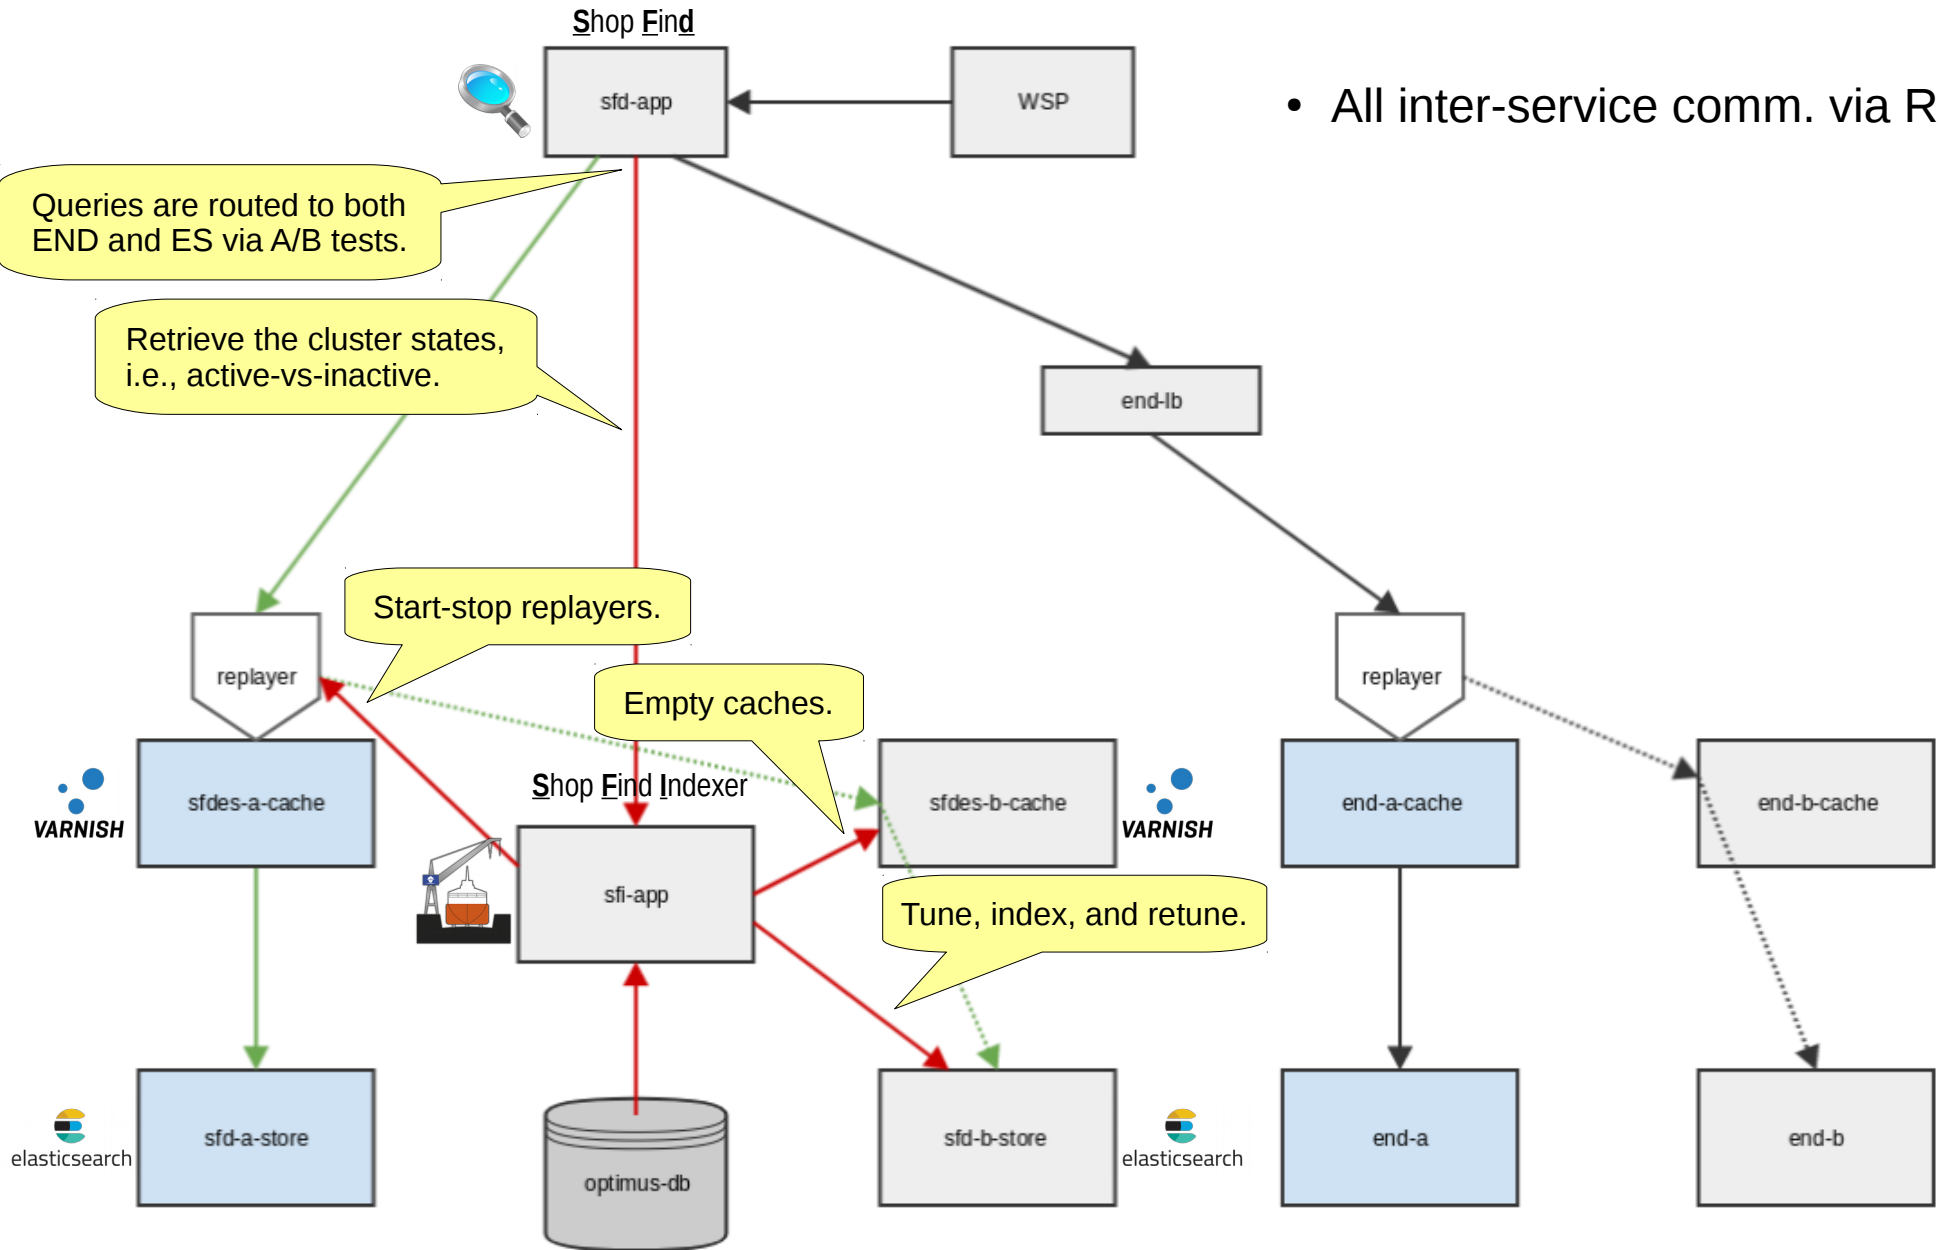 Shop Find
sfd-app
WSP
• All inter-service comm. via R
Queries are routed to both
END and ES via A/B tests.
Retrieve the cluster states,
i.e., active-vs-inactive.
end-lb
Start-stop replayers.
replayer
replayer
Empty caches.
Shop Find Indexer
VARNISH
sfdes-a-cache
sfdes-b-cache
VARNISH
end-a-cache
end-b-cache
sfi-app
Tune, index, and retune.
elasticsearch
sfd-a-store
optimus-db
sfd-b-store
elasticsearch
end-a
end-b